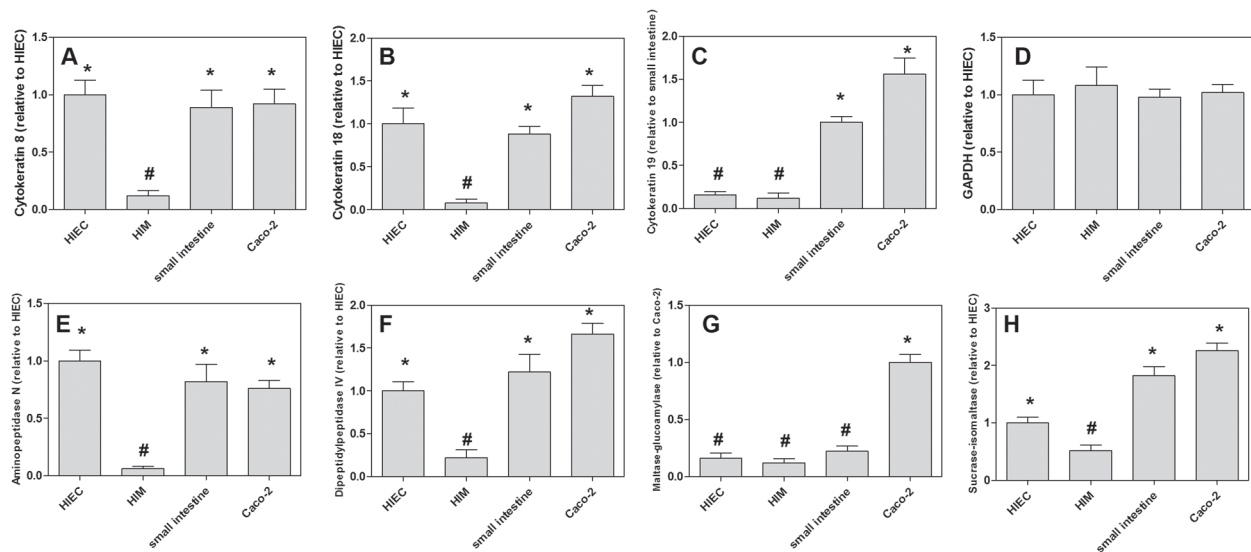 A
Cytokeratin 8 (relative to HIEC)
1.5
1.0
0.5
0.0
*
#
*
*
HIEC
HIM
small intestine
Caco-2
B
Cytokeratin 18 (relative to HIEC)
2.0
1.5
1.0
0.5
0.0
*
#
*
*
HIEC
HIM
small intestine
Caco-2
C
Cytokeratin 19 (relative to small intestine)
2.0
1.5
1.0
0.5
0.0
#
#
*
*
HIEC
HIM
small intestine
Caco-2
D
GAPDH (relative to HIEC)
1.5
1.0
0.5
0.0
HIEC
HIM
small intestine
Caco-2
E
Aminopeptidase N (relative to HIEC)
1.5
1.0
0.5
0.0
*
#
*
*
HIEC
HIM
small intestine
Caco-2
F
Dipeptidylpeptidase IV (relative to HIEC)
2.0
1.5
1.0
0.5
0.0
*
#
*
*
HIEC
HIM
small intestine
Caco-2
G
Maltase-glucoamylase (relative to Caco-2)
1.5
1.0
0.5
0.0
#
#
#
*
HIEC
HIM
small intestine
Caco-2
H
Sucrase-isomaltase (relative to HIEC)
3
2
1
0
*
#
*
*
HIEC
HIM
small intestine
Caco-2